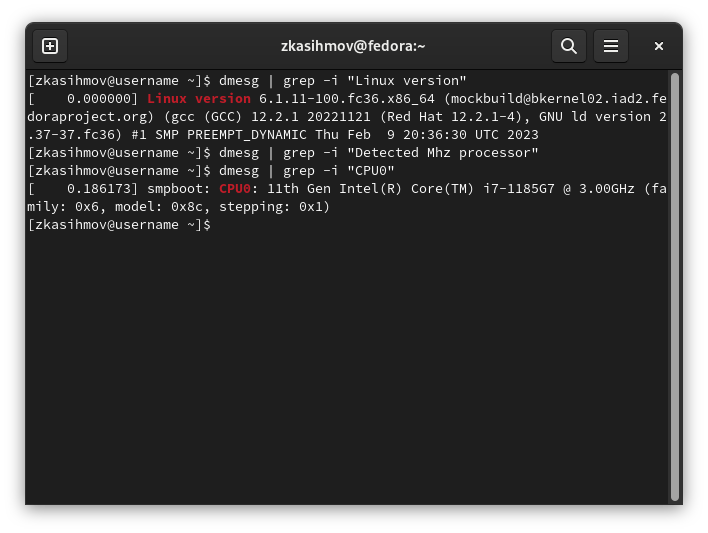 zkasihmov@fedora:~
[zkasihmov@username ~]$ dmesg | grep -i "Linux version"
[    0.000000] Linux version 6.1.11-100.fc36.x86_64 (mockbuild@bkernel02.iad2.fe
doraproject.org) (gcc (GCC) 12.2.1 20221121 (Red Hat 12.2.1-4), GNU ld version 2
.37-37.fc36) #1 SMP PREEMPT_DYNAMIC Thu Feb  9 20:36:30 UTC 2023
[zkasihmov@username ~]$ dmesg | grep -i "Detected Mhz processor"
[zkasihmov@username ~]$ dmesg | grep -i "CPU0"
[    0.186173] smpboot: CPU0: 11th Gen Intel(R) Core(TM) i7-1185G7 @ 3.00GHz (fa
mily: 0x6, model: 0x8c, stepping: 0x1)
[zkasihmov@username ~]$